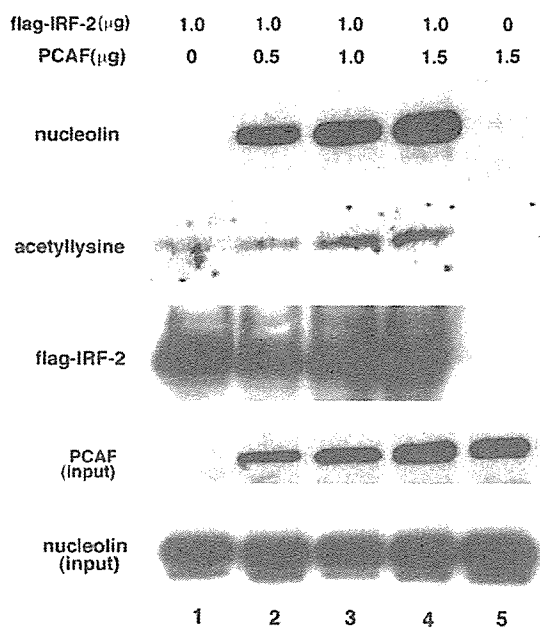 flag-IRF-2(μg) 1.0 1.0 1.0 1.0 0
PCAF(μg) 0 0.5 1.0 1.5 1.5
nucleolin
acetyllysine
flag-IRF-2
PCAF
(input)
nucleolin
(input)
1 2 3 4 5